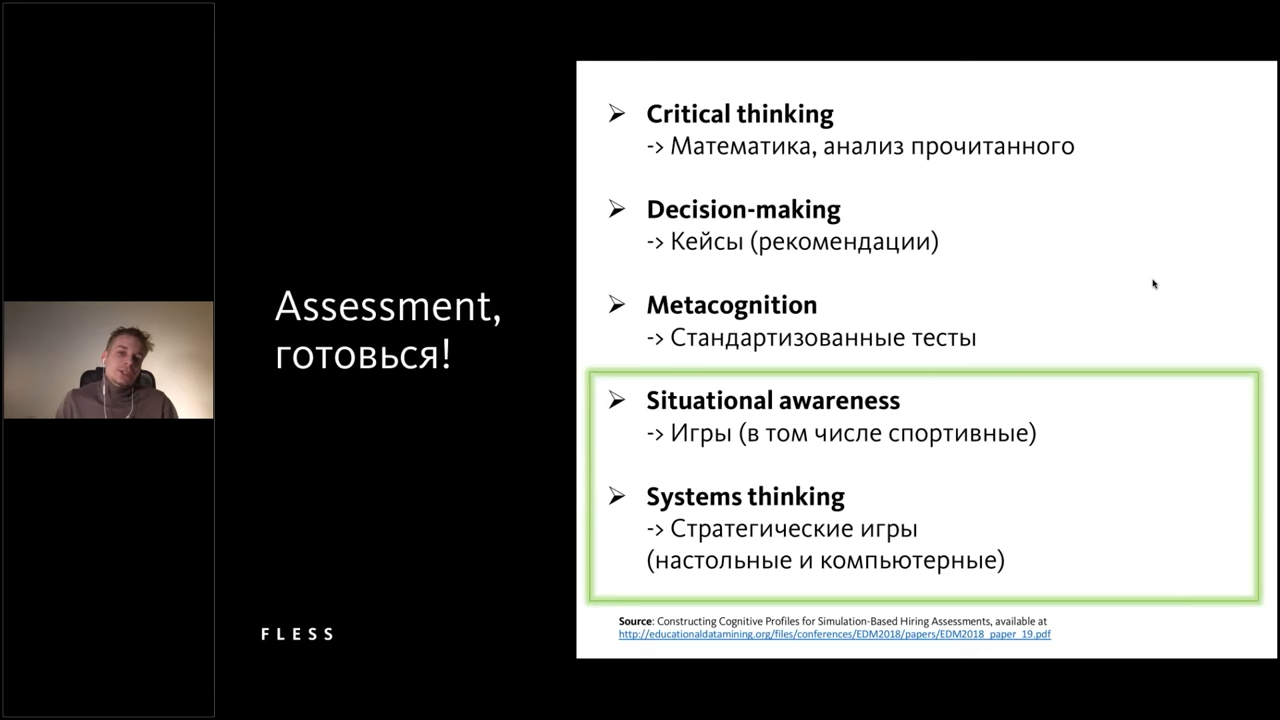 Assessment,
готовься!
FLESS
➢ Critical thinking
-> Математика, анализ прочитанного
➢ Decision-making
-> Кейсы (рекомендации)
➢ Metacognition
-> Стандартизованные тесты
➢ Situational awareness
-> Игры (в том числе спортивные)
➢ Systems thinking
-> Стратегические игры
(настольные и компьютерные)
Source: Constructing Cognitive Profiles for Simulation-Based Hiring Assessments, available at
http://educationaldatamining.org/files/conferences/EDM2018/papers/EDM2018_paper_19.pdf